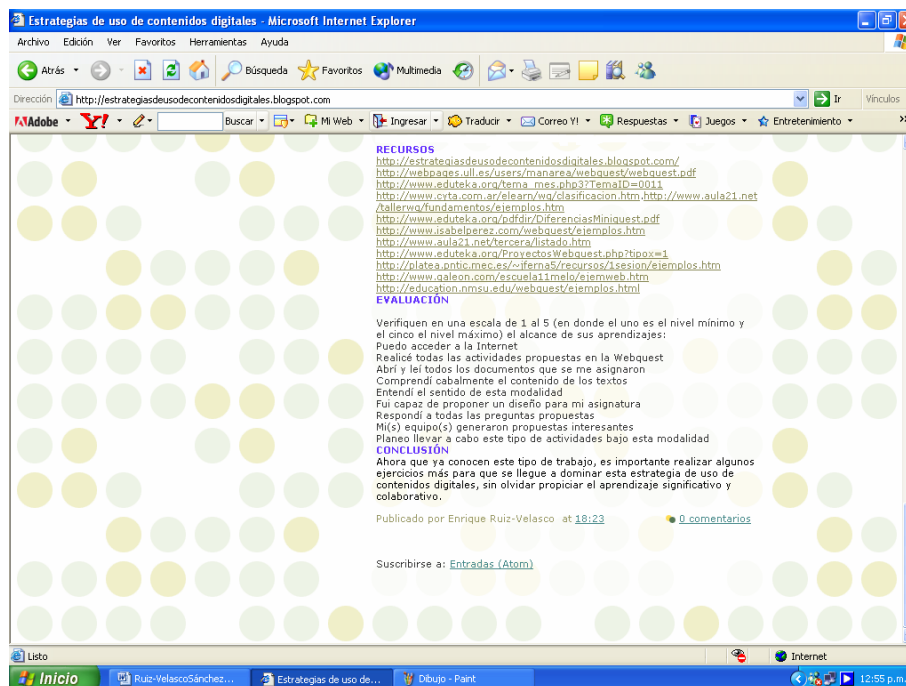 Estrategias de uso de contenidos digitales - Microsoft Internet Explorer
Archivo Edición Ver Favoritos Herramientas Ayuda
Atrás Búsqueda Favoritos Multimedia
Dirección http://estrategiasdeusodecontenidosdigitales.blogspot.com Ir Vínculos
Adobe Y! Buscar Mi Web Ingresar Traducir Correo Y! Respuestas Juegos Entretenimiento »
RECURSOS
http://estrategiasdeusodecontenidosdigitales.blogspot.com/
http://webpages.ull.es/users/manarea/webquest/webquest.pdf
http://www.eduteka.org/tema_mes.php3?TemaID=0011
http://www.cyta.com.ar/elearn/wq/clasificacion.htm.http://www.aula21.net
/tallerwq/fundamentos/ejemplos.htm
http://www.eduteka.org/pdfdir/DiferenciasMiniquest.pdf
http://www.isabelperez.com/webquest/ejemplos.htm
http://www.aula21.net/tercera/listado.htm
http://www.eduteka.org/ProyectosWebquest.php?tipox=1
http://platea.pntic.mec.es/~jferna5/recursos/1sesion/ejemplos.htm
http://www.galeon.com/escuela11melo/ejemweb.htm
http://education.nmsu.edu/webquest/ejemplos.html
EVALUACIÓN
Verifiquen en una escala de 1 al 5 (en donde el uno es el nivel mínimo y
el cinco el nivel máximo) el alcance de sus aprendizajes:
Puedo acceder a la Internet
Realicé todas las actividades propuestas en la Webquest
Abrí y leí todos los documentos que se me asignaron
Comprendí cabalmente el contenido de los textos
Entendí el sentido de esta modalidad
Fui capaz de proponer un diseño para mi asignatura
Respondí a todas las preguntas propuestas
Mi(s) equipo(s) generaron propuestas interesantes
Planeo llevar a cabo este tipo de actividades bajo esta modalidad
CONCLUSIÓN
Ahora que ya conocen este tipo de trabajo, es importante realizar algunos
ejercicios más para que se llegue a dominar esta estrategia de uso de
contenidos digitales, sin olvidar propiciar el aprendizaje significativo y
colaborativo.
Publicado por Enrique Ruiz-Velasco at 18:23 0 comentarios
Suscribirse a: Entradas (Atom)
Listo Internet
Inicio Ruiz-VelascoSánchez... Estrategias de uso de... Dibujo - Paint 12:55 p.m.